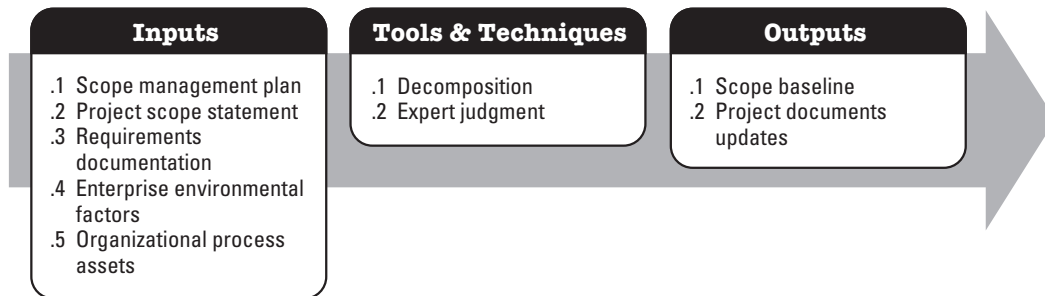 Inputs
.1 Scope management plan
.2 Project scope statement
.3 Requirements
documentation
.4 Enterprise environmental
factors
.5 Organizational process
assets
Tools & Techniques
.1 Decomposition
.2 Expert judgment
Outputs
.1 Scope baseline
.2 Project documents
updates